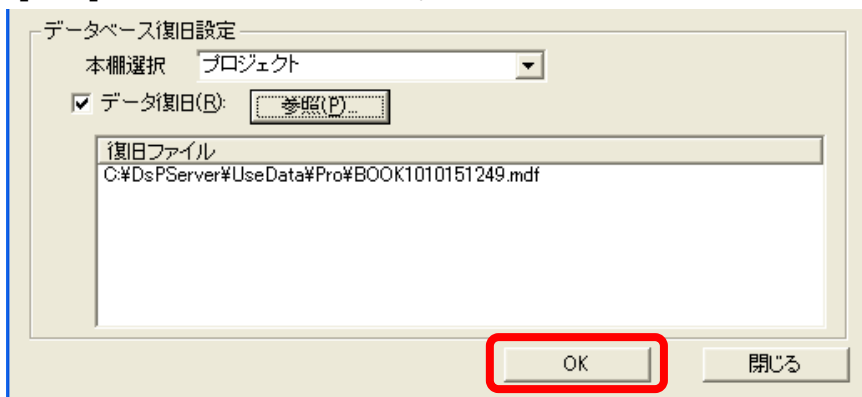 データベース復旧設定
本棚選択 プロジェクト
データ復旧(R): 参照(P)...
復旧ファイル
C:¥DsPServer¥UseData¥Pro¥BOOK1010151249.mdf
OK 閉じる